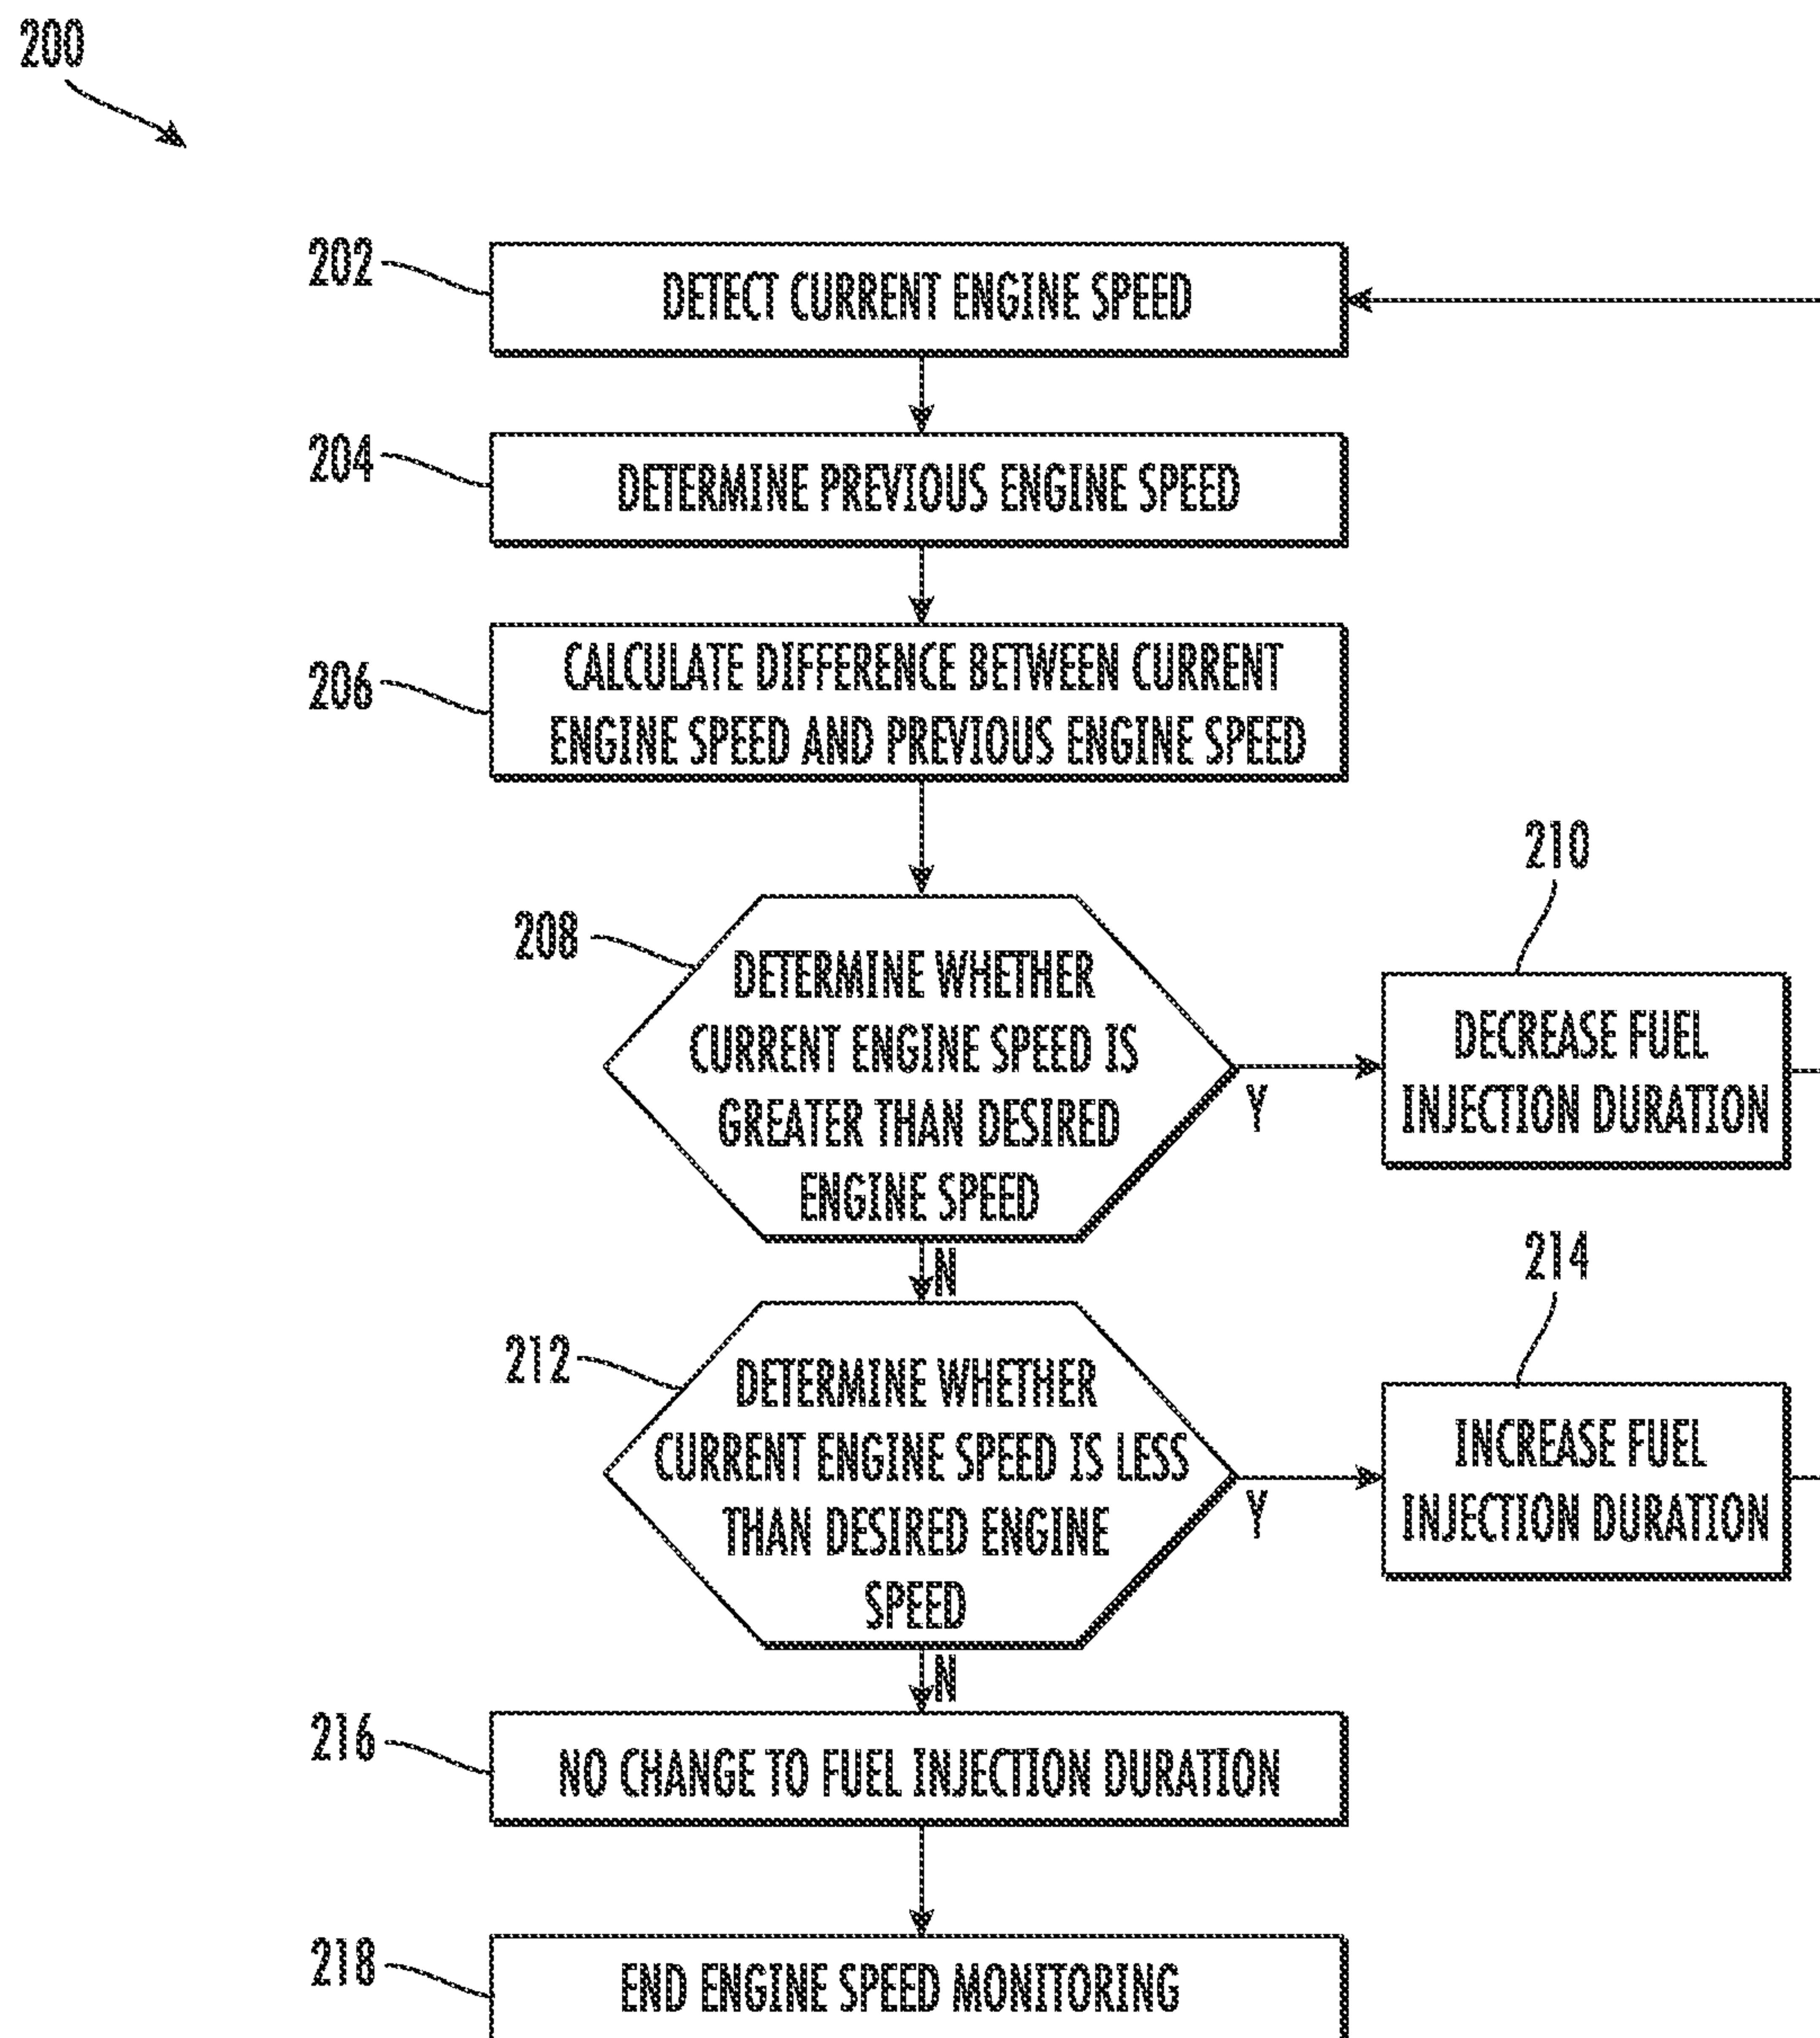 200
202
DETECT CURRENT ENGINE SPEED
204
DETERMINE PREVIOUS ENGINE SPEED
206
CALCULATE DIFFERENCE BETWEEN CURRENT
ENGINE SPEED AND PREVIOUS ENGINE SPEED
208
DETERMINE WHETHER
CURRENT ENGINE SPEED IS
GREATER THAN DESIRED
ENGINE SPEED
Y
210
DECREASE FUEL
INJECTION DURATION
N
212
DETERMINE WHETHER
CURRENT ENGINE SPEED IS LESS
THAN DESIRED ENGINE
SPEED
Y
214
INCREASE FUEL
INJECTION DURATION
N
216
NO CHANGE TO FUEL INJECTION DURATION
218
END ENGINE SPEED MONITORING